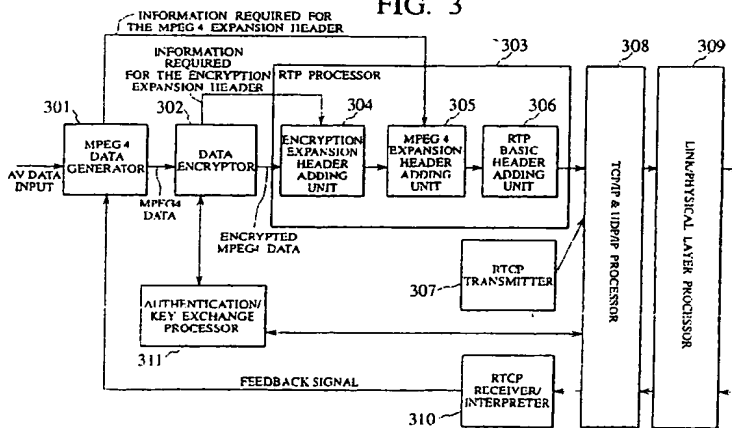 FIG. 3
INFORMATION REQUIRED FOR
THE MPEG4 EXPANSION HEADER
INFORMATION
REQUIRED
FOR THE ENCRYPTION
EXPANSION HEADER
RTP PROCESSOR
303
308
309
301
302
304
305
306
AV DATA
INPUT
MPEG4
DATA
GENERATOR
MPEG4
DATA
DATA
ENCRYPTOR
ENCRYPTED
MPEG4 DATA
ENCRYPTION
EXPANSION
HEADER
ADDING
UNIT
MPEG4
EXPANSION
HEADER ADDING
UNIT
RTP
BASIC
HEADER
ADDING
UNIT
TCP/IP & UDP/IP PROCESSOR
LINK/PHYSICAL LAYER PROCESSOR
RTCP
TRANSMITTER
307
AUTHENTICATION/
KEY EXCHANGE
PROCESSOR
311
FEEDBACK SIGNAL
RTCP
RECEIVER/
INTERPRETER
310